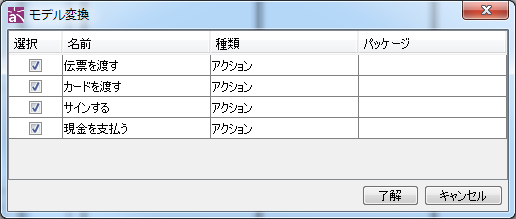 モデル変換
選択 名前 種類 パッケージ
伝票を渡す アクション
カードを渡す アクション
サインする アクション
現金を支払う アクション
了解 キャンセル